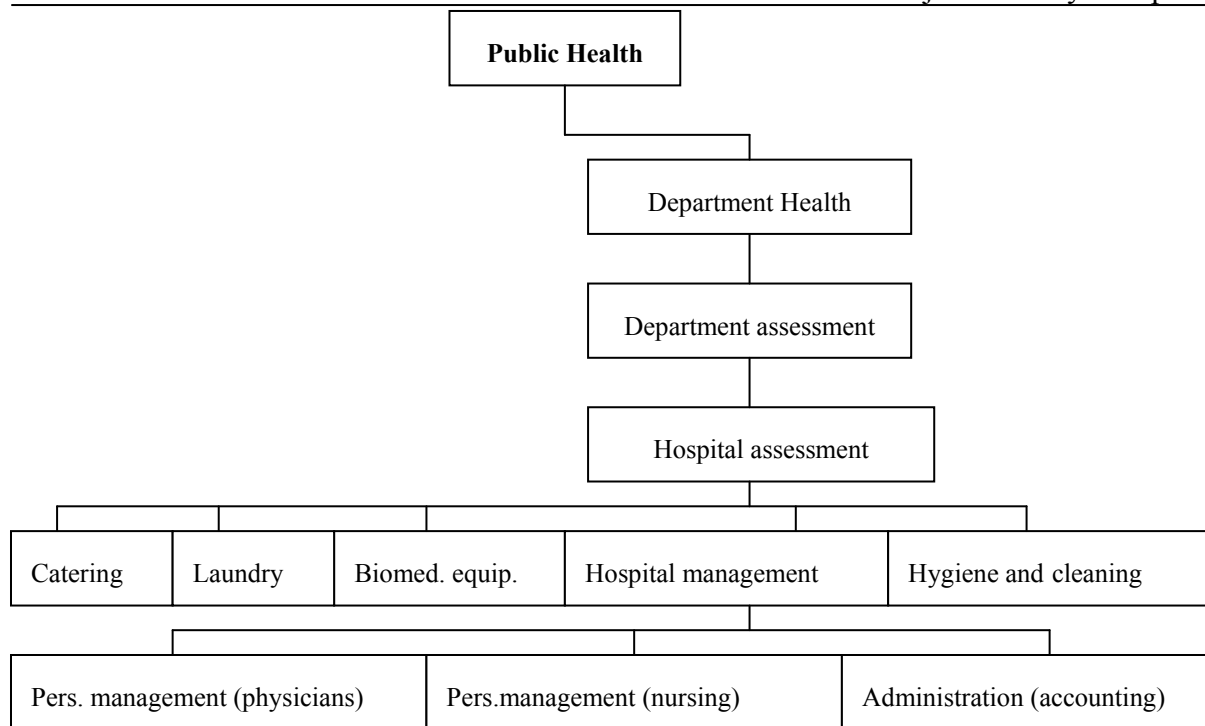 Public Health
Department Health
Department assessment
Hospital assessment
Catering
Laundry
Biomed. equip.
Hospital management
Hygiene and cleaning
Pers. management (physicians)
Pers.management (nursing)
Administration (accounting)